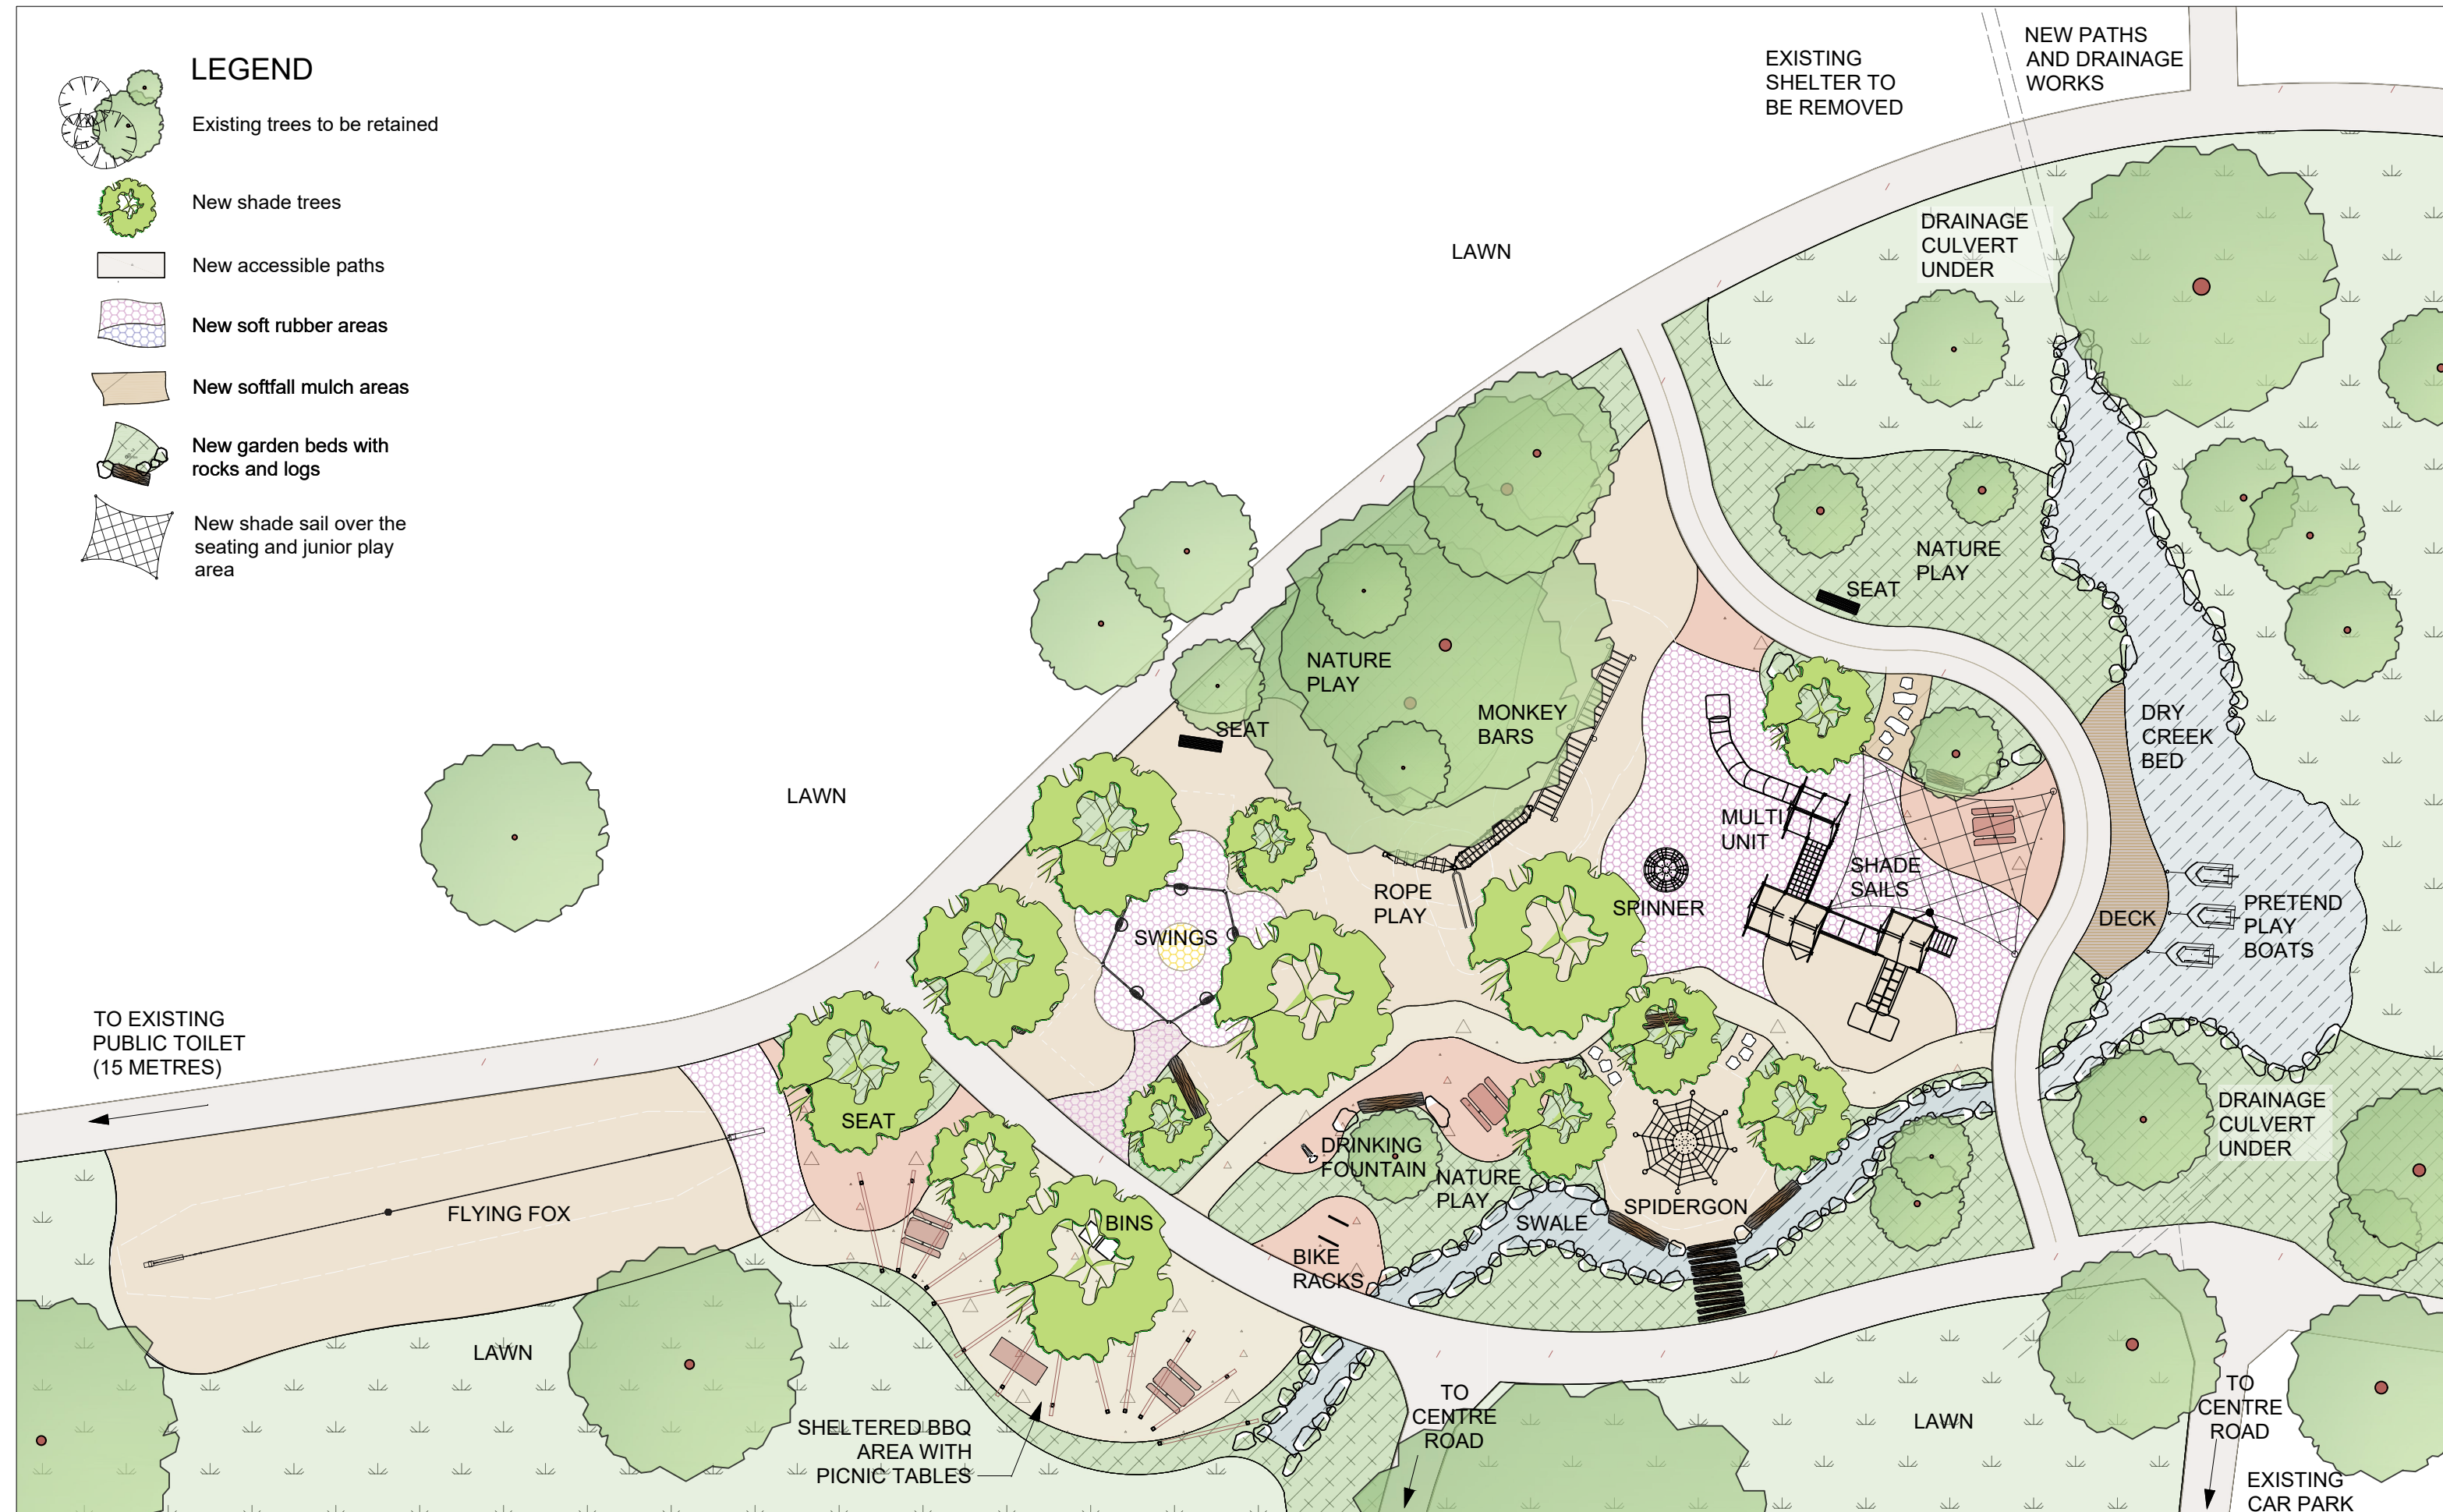 LEGEND
Existing trees to be retained
New shade trees
New accessible paths
New soft rubber areas
New softfall mulch areas
New garden beds with
rocks and logs
New shade sail over the
seating and junior play
area
EXISTING
SHELTER TO
BE REMOVED
NEW PATHS
AND DRAINAGE
WORKS
LAWN
DRAINAGE
CULVERT
UNDER
NATURE
PLAY
SEAT
NATURE
PLAY
MONKEY
BARS
SEAT
DRY
CREEK
BED
LAWN
MULTI
UNIT
SHADE
SAILS
ROPE
PLAY
SPINNER
SWINGS
DECK
PRETEND
PLAY
BOATS
TO EXISTING
PUBLIC TOILET
(15 METRES)
SEAT
DRINKING
FOUNTAIN
NATURE
PLAY
DRAINAGE
CULVERT
UNDER
FLYING FOX
BINS
SWALE
SPIDERGON
BIKE
RACKS
LAWN
SHELTERED BBQ
AREA WITH
PICNIC TABLES
TO
CENTRE
ROAD
LAWN
TO
CENTRE
ROAD
EXISTING
CAR PARK